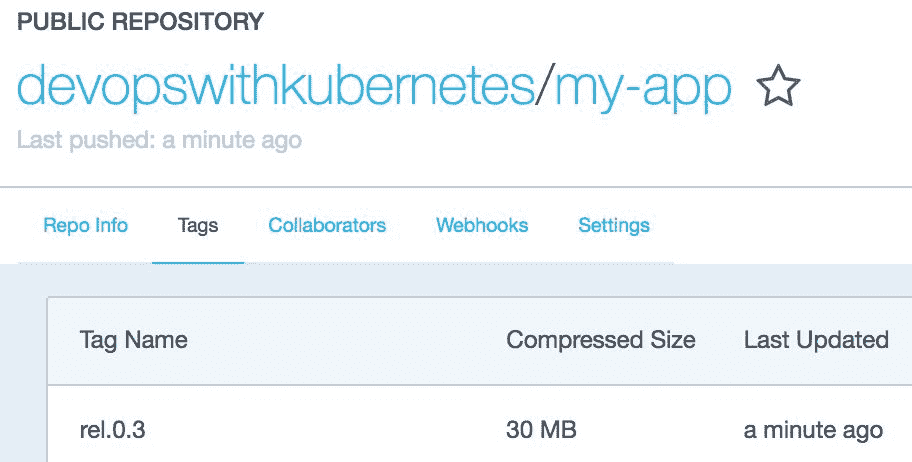 PUBLIC REPOSITORY
devopswithkubernetes/my-app
Last pushed: a minute ago
Repo Info Tags Collaborators Webhooks Settings
Tag Name Compressed Size Last Updated
rel.0.3 30 MB a minute ago